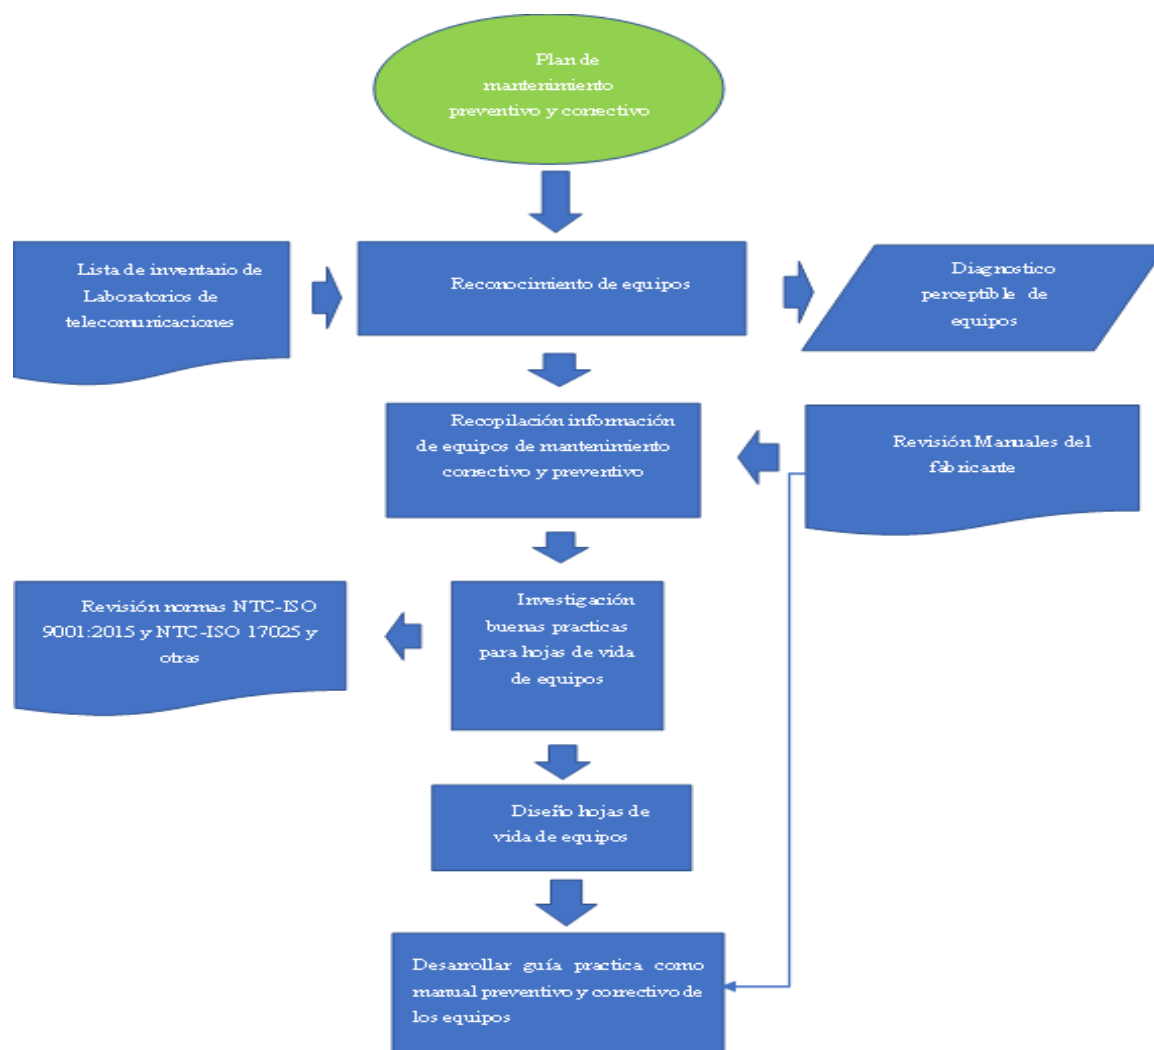 Plan de
mantenimiento
preventivo y correctivo
Lista de inventario de
Laboratorios de
telecomunicaciones
Reconocimiento de equipos
Diagnostico
perceptible de
equipos
Recopilación información
de equipos de mantenimiento
correctivo y preventivo
Revisión Manuales del
fabricante
Revisión normas NTC-ISO
9001:2015 y NTC-ISO 17025 y
otras
Investigación
buenas practicas
para hojas de vida
de equipos
Diseño hojas de
vida de equipos
Desarrollar guía practica como
manual preventivo y correctivo de
los equipos